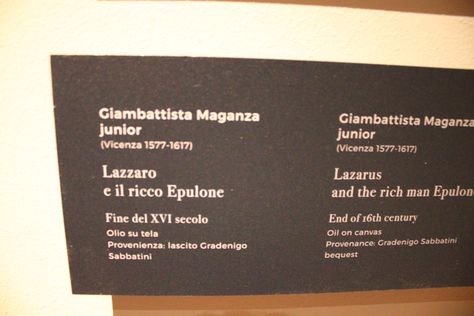 Giambattista Maganza
junior
(Vicenza 1577-1617)
Lazzaro
e il ricco Epulone
Fine del XVI secolo
Olio su tela
Provenienza: lascito Gradenigo
Sabbatini
Giambattista Maganza
junior
(Vicenza 1577-1617)
Lazarus
and the rich man Epulone
End of 16th century
Oil on canvas
Provenance: Gradenigo Sabbatini
bequest